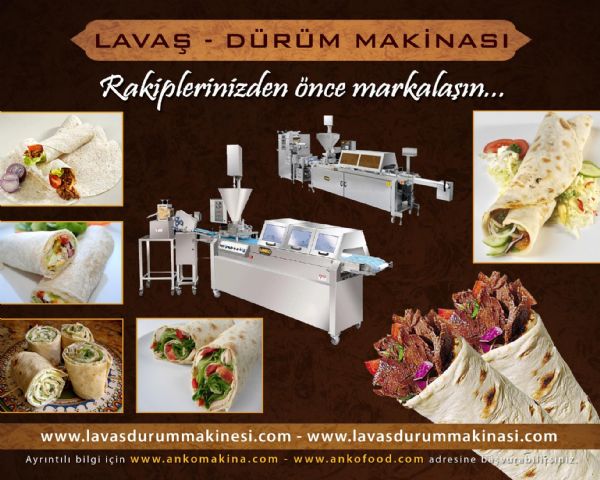 LAVAŞ - DÜRÜM MAKİNASI
Rakiplerinizden önce markalaşın...
www.lavasdurummakinesi.com - www.lavasdurummakinasi.com
Ayrıntılı bilgi için www.ankomakina.com - www.ankofood.com adresine başvurabilirsiniz.